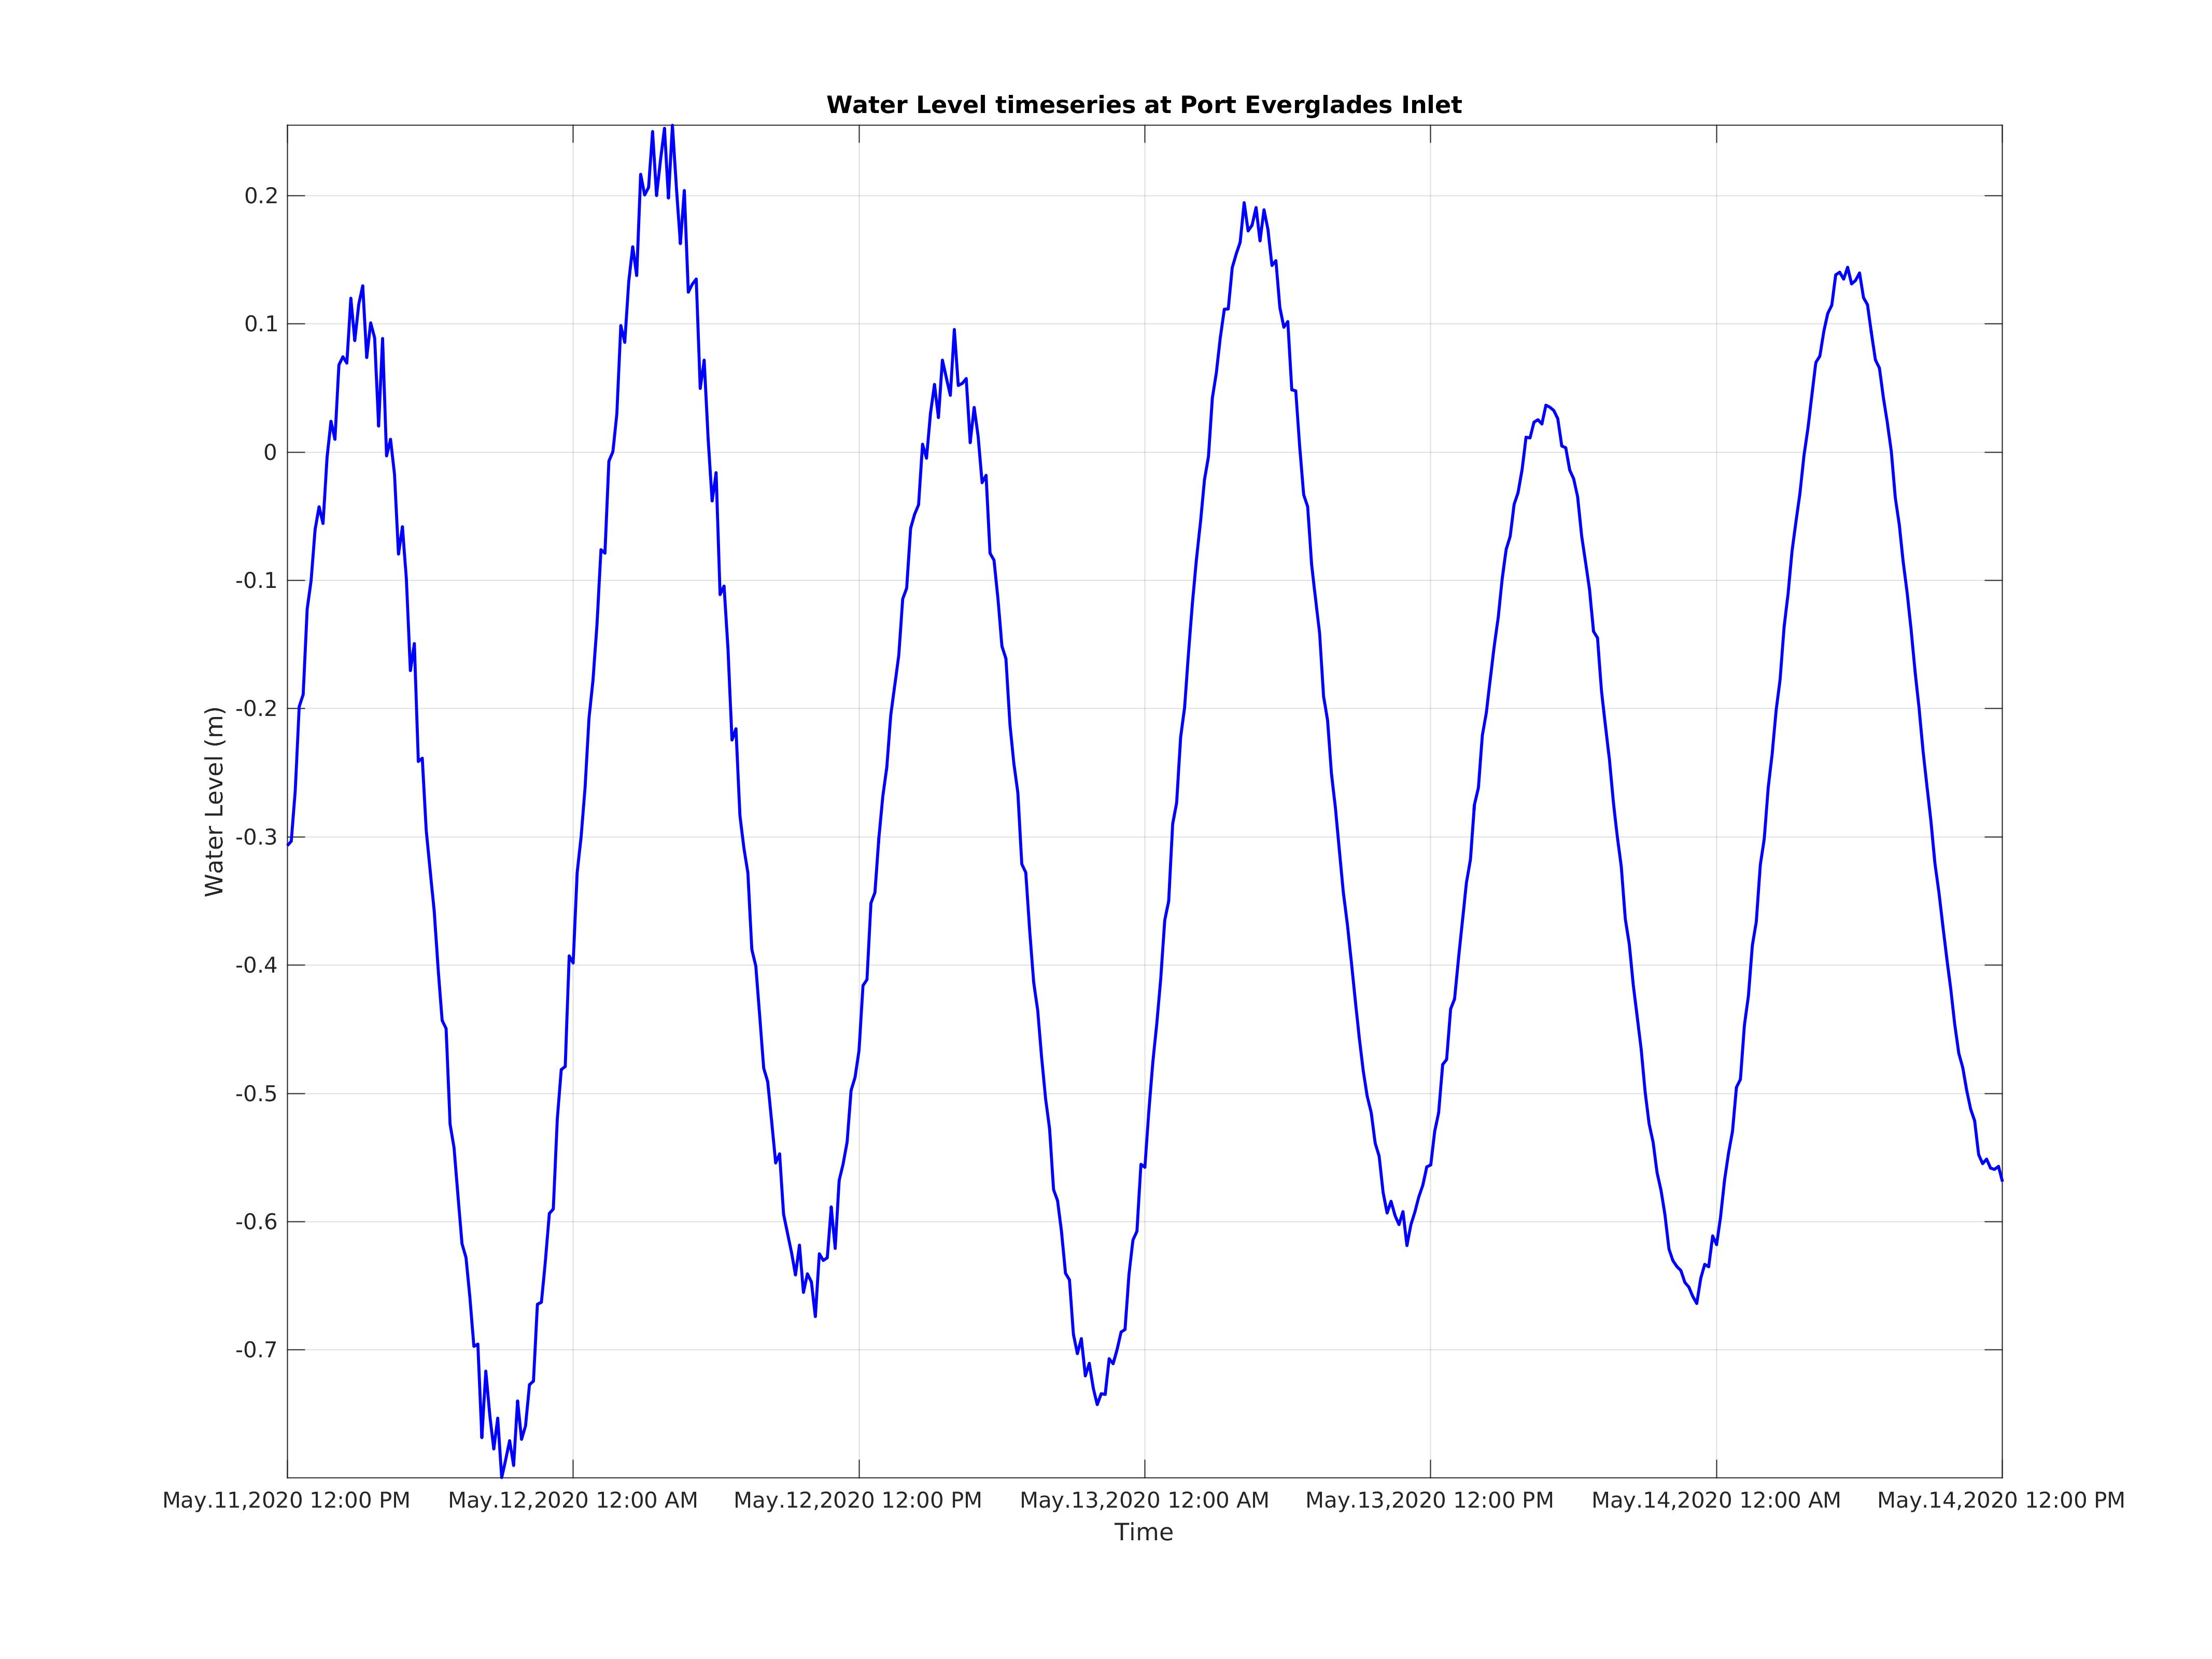 Water Level timeseries at Port Everglades Inlet
0.2
0.1
0
-0.1
-0.2
-0.3
-0.4
-0.5
-0.6
-0.7
Water Level (m)
May.11,2020 12:00 PM May.12,2020 12:00 AM May.12,2020 12:00 PM May.13,2020 12:00 AM May.13,2020 12:00 PM May.14,2020 12:00 AM May.14,2020 12:00 PM
Time